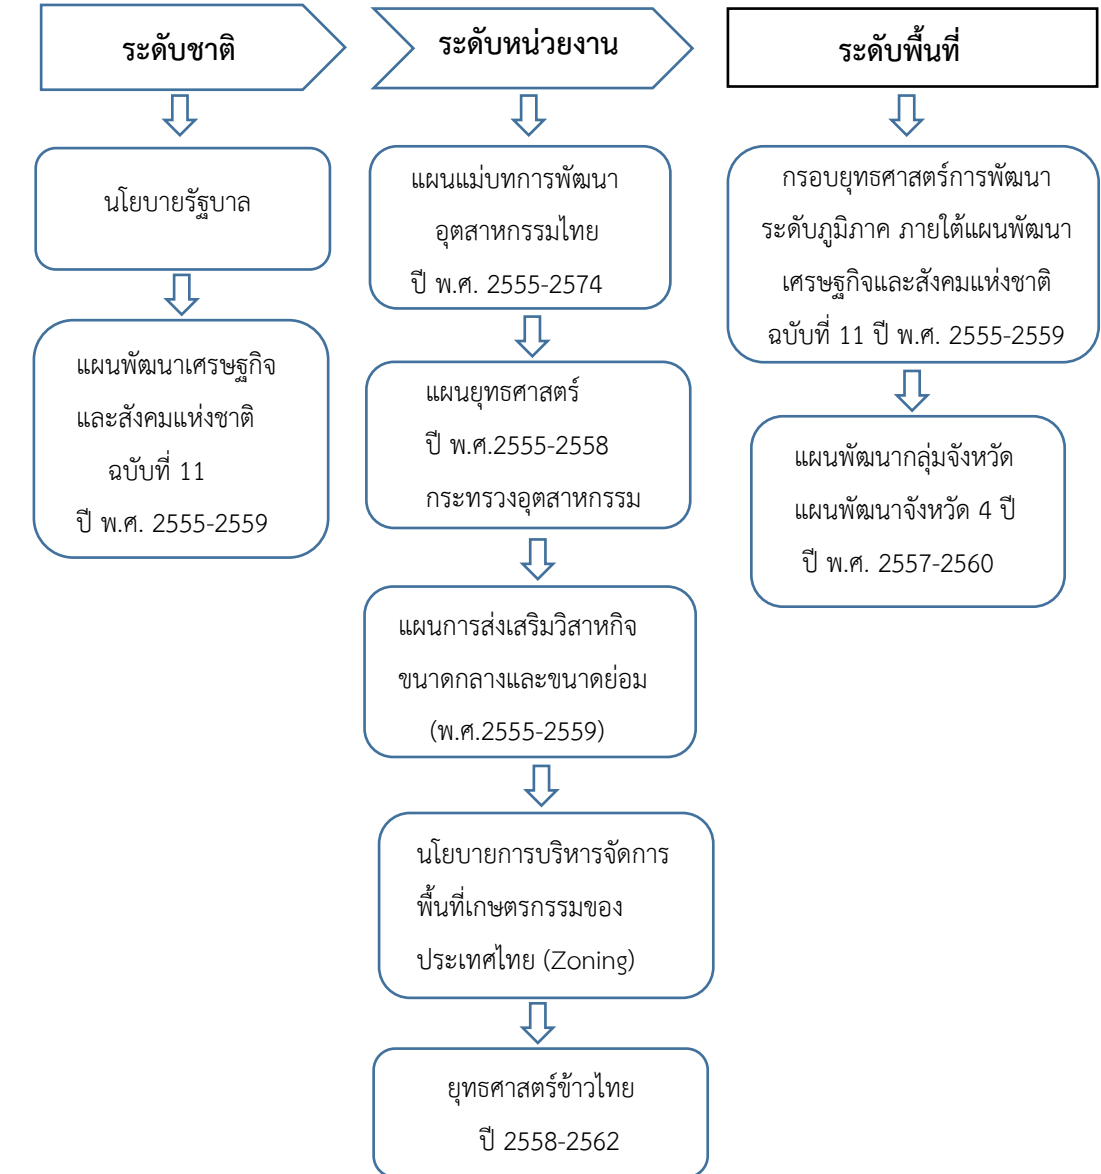 ระดับชาติ
นโยบายรัฐบาล
แผนพัฒนาเศรษฐกิจ
และสังคมแห่งชาติ
ฉบับที่ 11
ปี พ.ศ. 2555-2559
ระดับหน่วยงาน
แผนแม่บทการพัฒนา
อุตสาหกรรมไทย
ปี พ.ศ. 2555-2574
แผนยุทธศาสตร์
ปี พ.ศ.2555-2558
กระทรวงอุตสาหกรรม
แผนการส่งเสริมวิสาหกิจ
ขนาดกลางและขนาดย่อม
(พ.ศ.2555-2559)
นโยบายการบริหารจัดการ
พื้นที่เกษตรกรรมของ
ประเทศไทย (Zoning)
ยุทธศาสตร์ข้าวไทย
ปี 2558-2562
ระดับพื้นที่
กรอบยุทธศาสตร์การพัฒนา
ระดับภูมิภาค ภายใต้แผนพัฒนา
เศรษฐกิจและสังคมแห่งชาติ
ฉบับที่ 11 ปี พ.ศ. 2555-2559
แผนพัฒนากลุ่มจังหวัด
แผนพัฒนาจังหวัด 4 ปี
ปี พ.ศ. 2557-2560